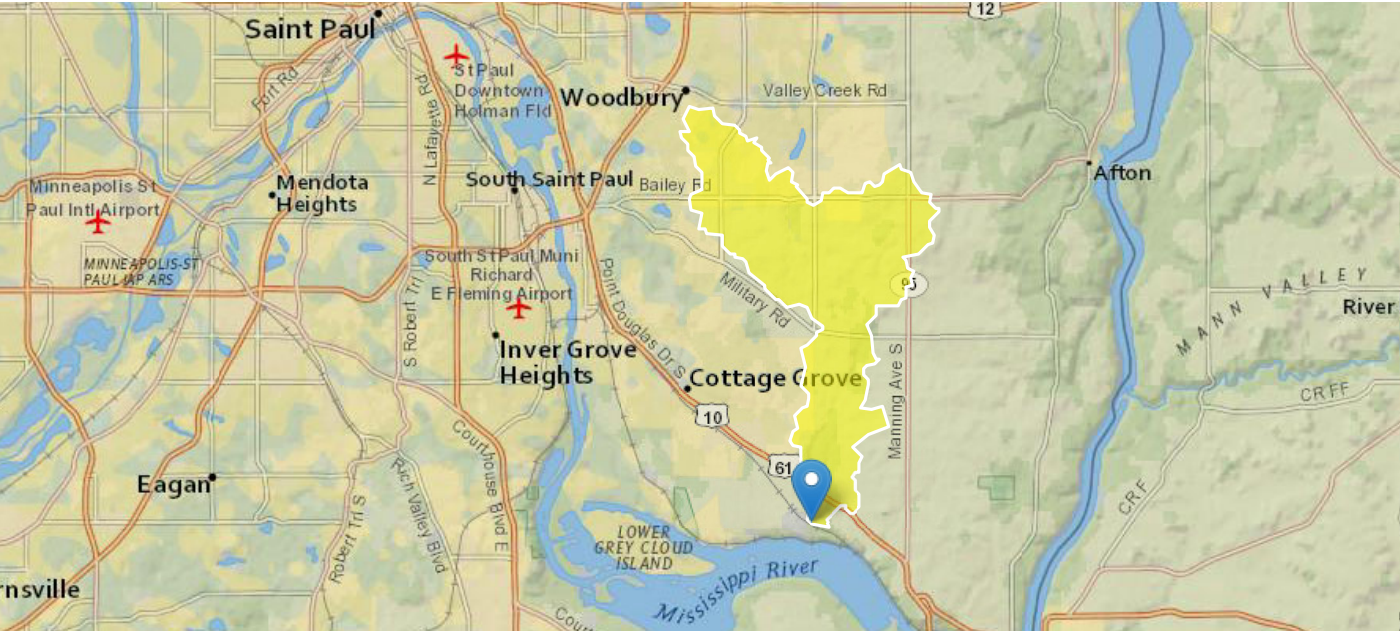 12
Saint Paul
Fort Rd
N Lafayette Rd
St Paul
Downtown
Holman Fld
Woodbury
Valley Creek Rd
Minneapolis St
Paul Intl Airport
Mendota
Heights
South Saint Paul
Bailey Rd
Afton
MINNEAPOLIS-ST
PAUL IAP ARS
South St Paul Muni
Richard
E Fleming Airport
S Robert Trl
Point Douglas Dr S
Military Rd
95
MANN VALLEY
River
Inver Grove
Heights
Cottage Grove
Manning Ave S
CR FF
10
61
Courthouse Blvd E
Eagan
Rich Valley Blvd
Robert Trl S
CR F
LOWER
GREY CLOUD
ISLAND
Mississippi River
rnsville
Cou